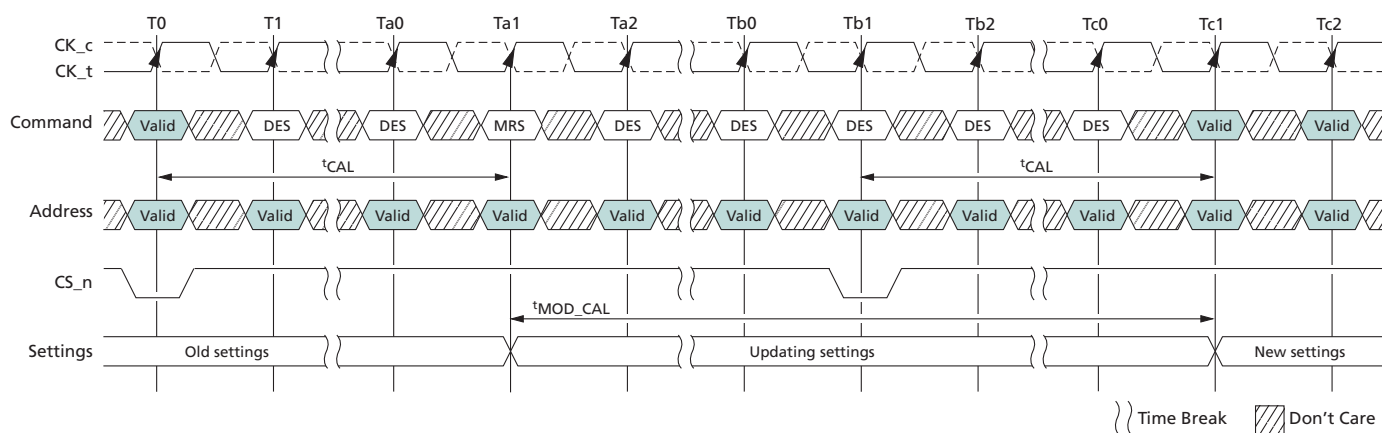 T0 T1 Ta0 Ta1 Ta2 Tb0 Tb1 Tb2 Tc0 Tc1 Tc2
CK_c
CK_t
Command Valid DES DES MRS DES DES DES DES DES Valid Valid
tCAL tCAL
Address Valid Valid Valid Valid Valid Valid Valid Valid Valid Valid Valid
CS_n
tMOD_CAL
Settings Old settings Updating settings New settings
Time Break Don't Care